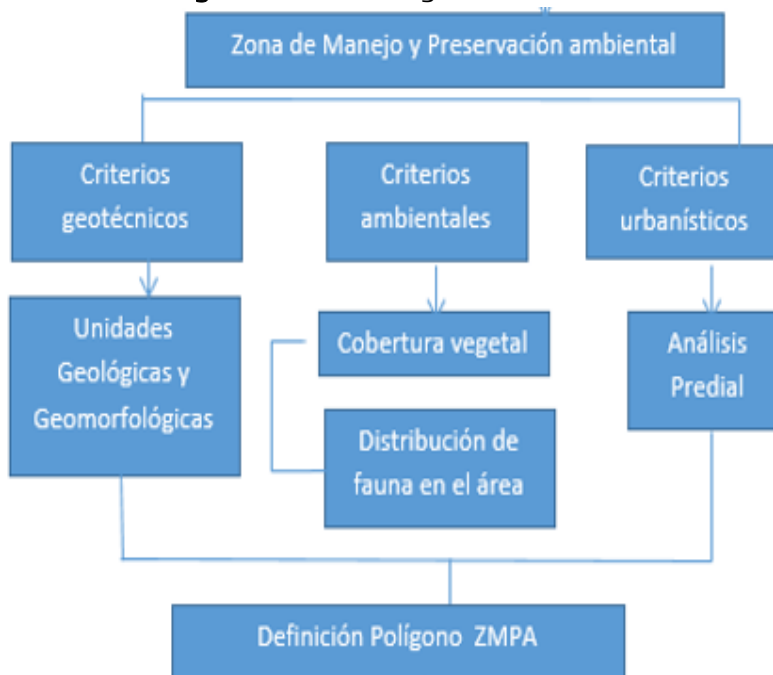 Zona de Manejo y Preservación ambiental
Criterios
geotécnicos
Criterios
ambientales
Criterios
urbanísticos
Unidades
Geológicas y
Geomorfológicas
Cobertura vegetal
Análisis
Predial
Distribución de
fauna en el área
Definición Polígono ZMPA